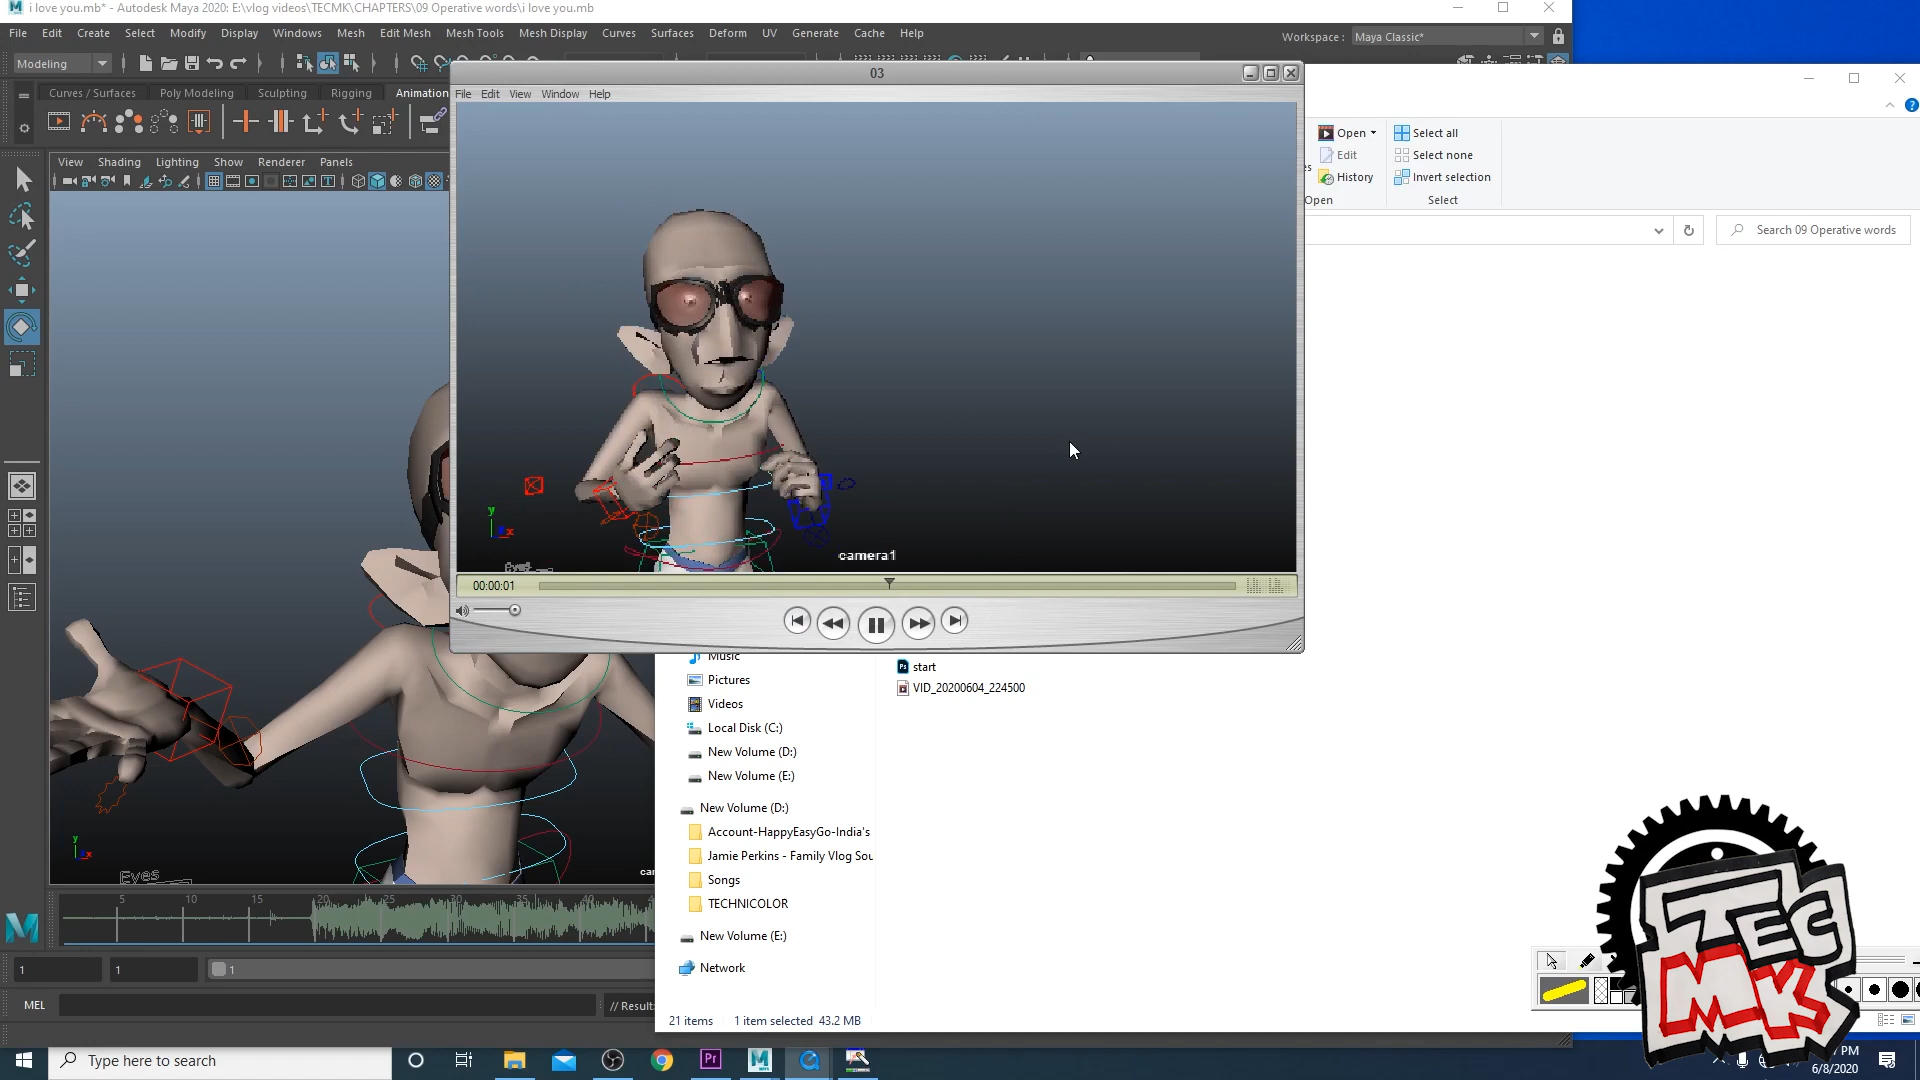 i love you.mb* - Autodesk Maya 2020: E:\vlog videos\TECMK\CHAPTERS\09 Operative words\i love you.mb
File Edit Create Select Modify Display Windows Mesh Edit Mesh Mesh Tools Mesh Display Curves Surfaces Deform UV Generate Cache Help
Workspace : Maya Classic*
Modeling
Curves / Surfaces Poly Modeling Sculpting Rigging Animation
View Shading Lighting Show Renderer Panels
03
File Edit View Window Help
Open
Edit
History
Open
Select all
Select none
Invert selection
Select
Search 09 Operative words
y
x
camera1
00:00:01
Music
Pictures
Videos
Local Disk (C:)
New Volume (D:)
New Volume (E:)
New Volume (D:)
Account-HappyEasyGo-India's
Jamie Perkins - Family Vlog Sou
Songs
TECHNICOLOR
New Volume (E:)
Network
start
VID_20200604_224500
21 items 1 item selected 43.2 MB
y
x
Eyes
5 10 15 20 25 30 35 40
1 1 1
MEL
// Result:
TEC
MK
Type here to search
Pr
PM
6/8/2020